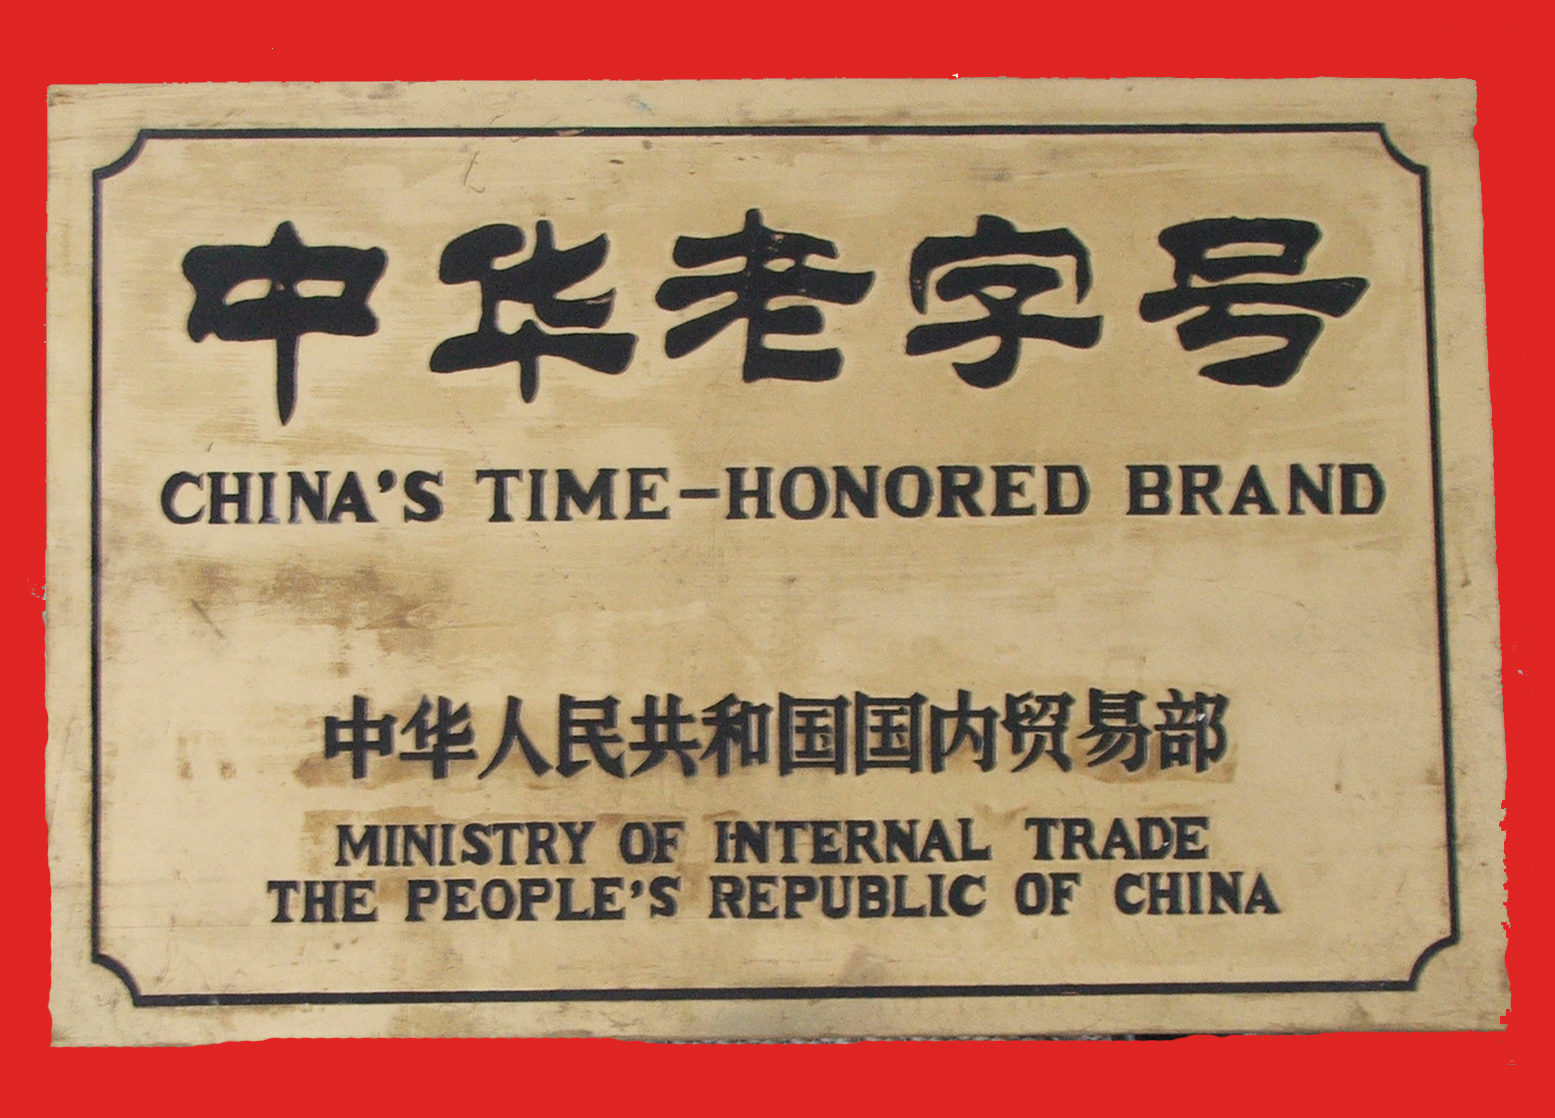 中华老字号
CHINA'S TIME-HONORED BRAND
中华人民共和国国内贸易部
MINISTRY OF INTERNAL TRADE
THE PEOPLE'S REPUBLIC OF CHINA